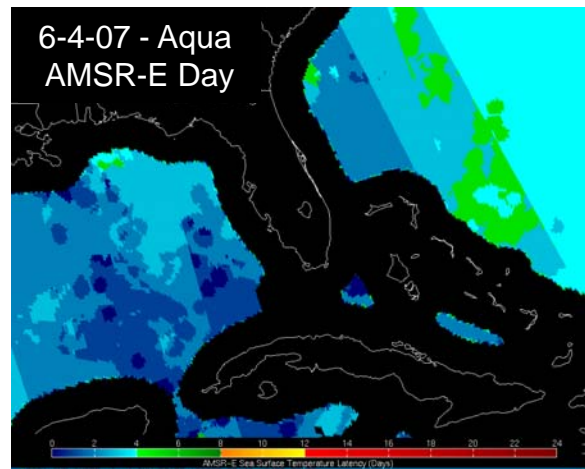 6-4-07 - Aqua
AMSR-E Day
0 2 4 6 8 10 12 14 16 18 20 22 24
AMSR-E Sea Surface Temperature Latency (Days)